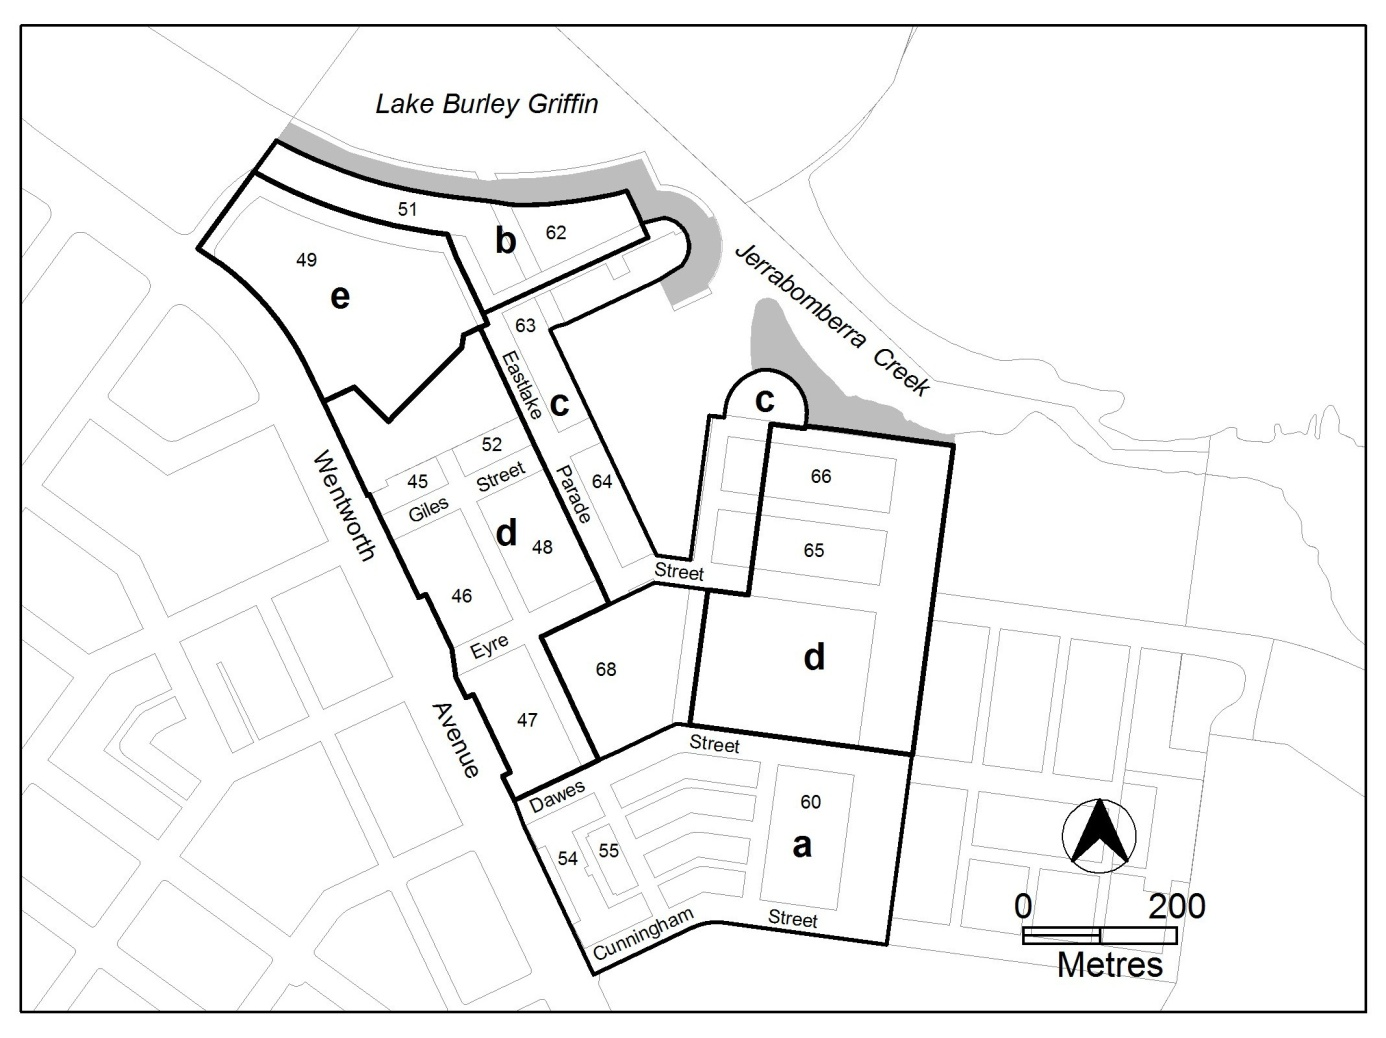 Lake Burley Griffin
51
b
62
49
e
Jerrabomberra Creek
63
Eastlake
c
c
52
45
Street
Giles
Wentworth
Parade
64
66
d
48
65
46
Street
Eyre
68
d
47
Avenue
Street
Dawes
60
54
55
a
Cunningham
Street
0 200
Metres